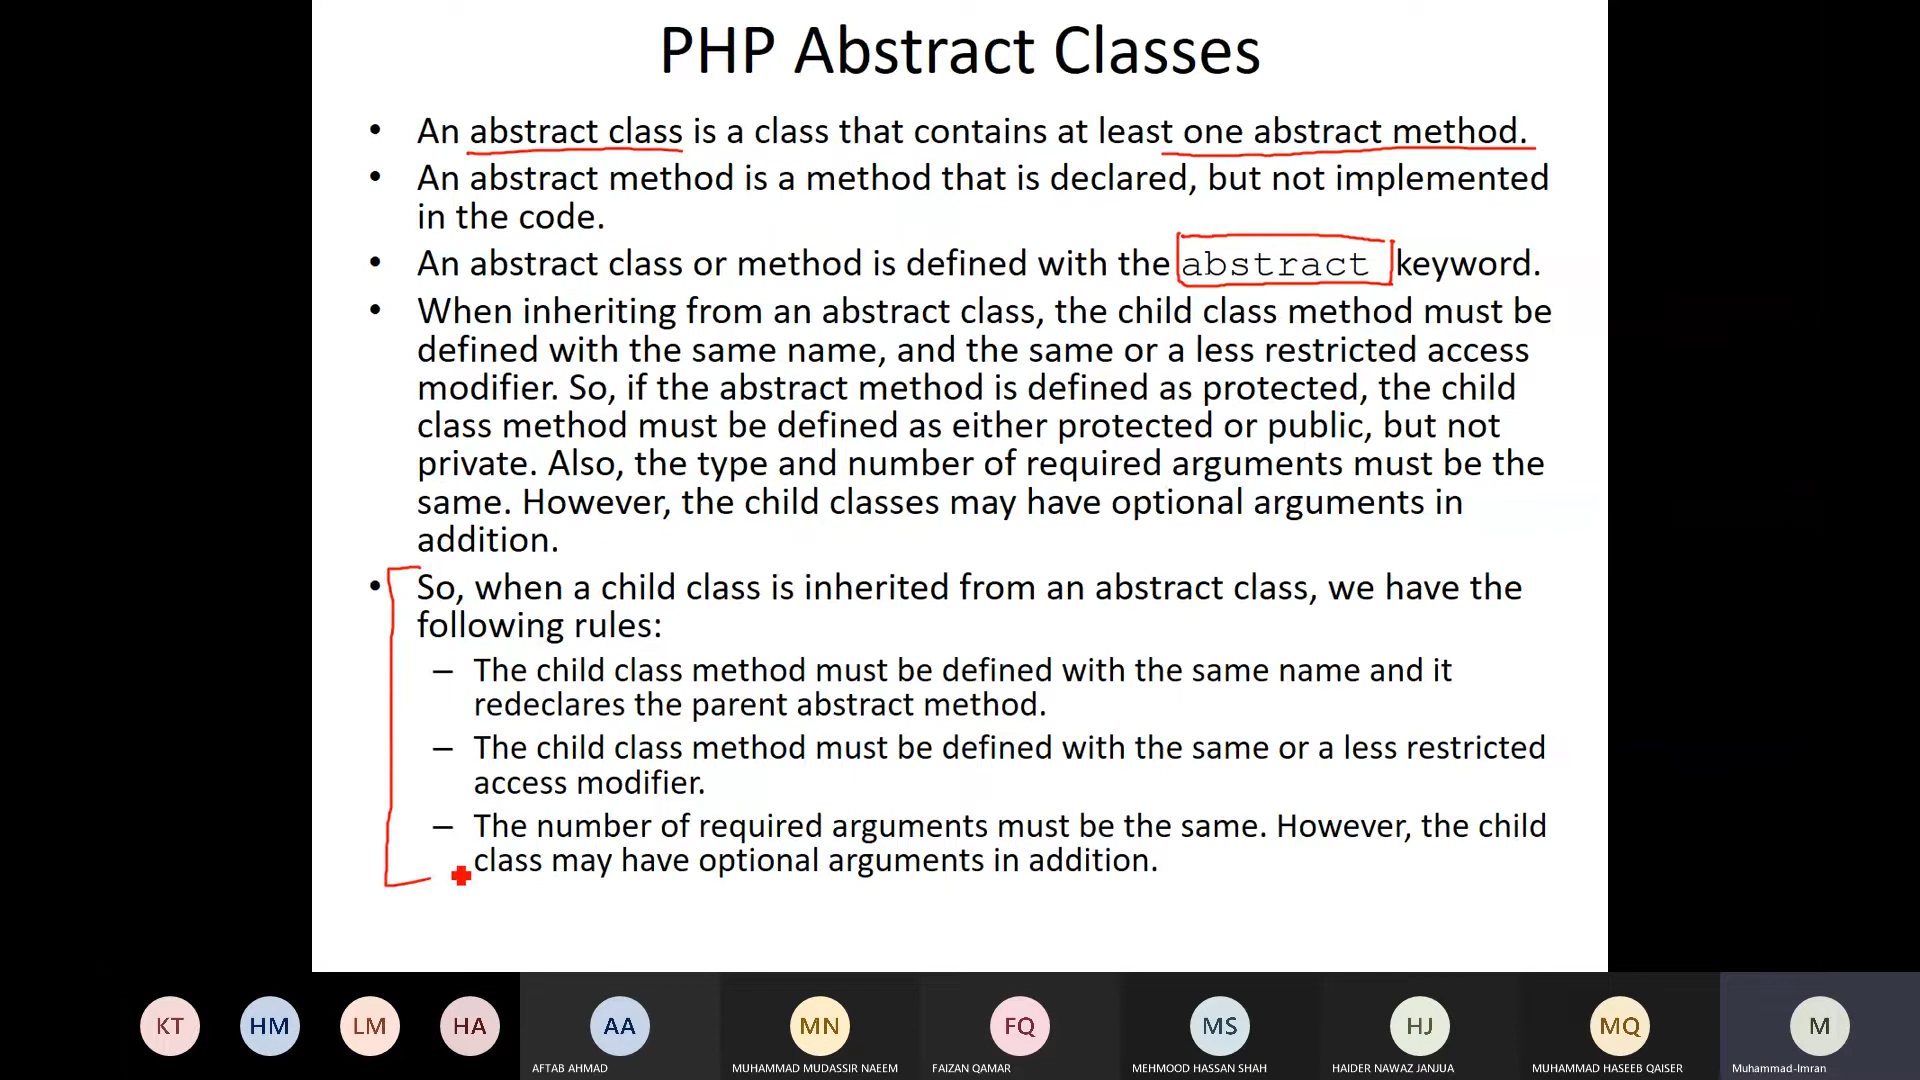 PHP Abstract Classes
• An abstract class is a class that contains at least one abstract method.
• An abstract method is a method that is declared, but not implemented
in the code.
• An abstract class or method is defined with the abstract keyword.
• When inheriting from an abstract class, the child class method must be
defined with the same name, and the same or a less restricted access
modifier. So, if the abstract method is defined as protected, the child
class method must be defined as either protected or public, but not
private. Also, the type and number of required arguments must be the
same. However, the child classes may have optional arguments in
addition.
• So, when a child class is inherited from an abstract class, we have the
following rules:
– The child class method must be defined with the same name and it
redeclares the parent abstract method.
– The child class method must be defined with the same or a less restricted
access modifier.
– The number of required arguments must be the same. However, the child
class may have optional arguments in addition.
KT HM LM HA AA MN FQ MS HJ MQ M
AFTAB AHMAD MUHAMMAD MUDASSIR NAEEM FAIZAN QAMAR MEHMOOD HASSAN SHAH HAIDER NAWAZ JANJUA MUHAMMAD HASEEB QAISER Muhammad-Imran